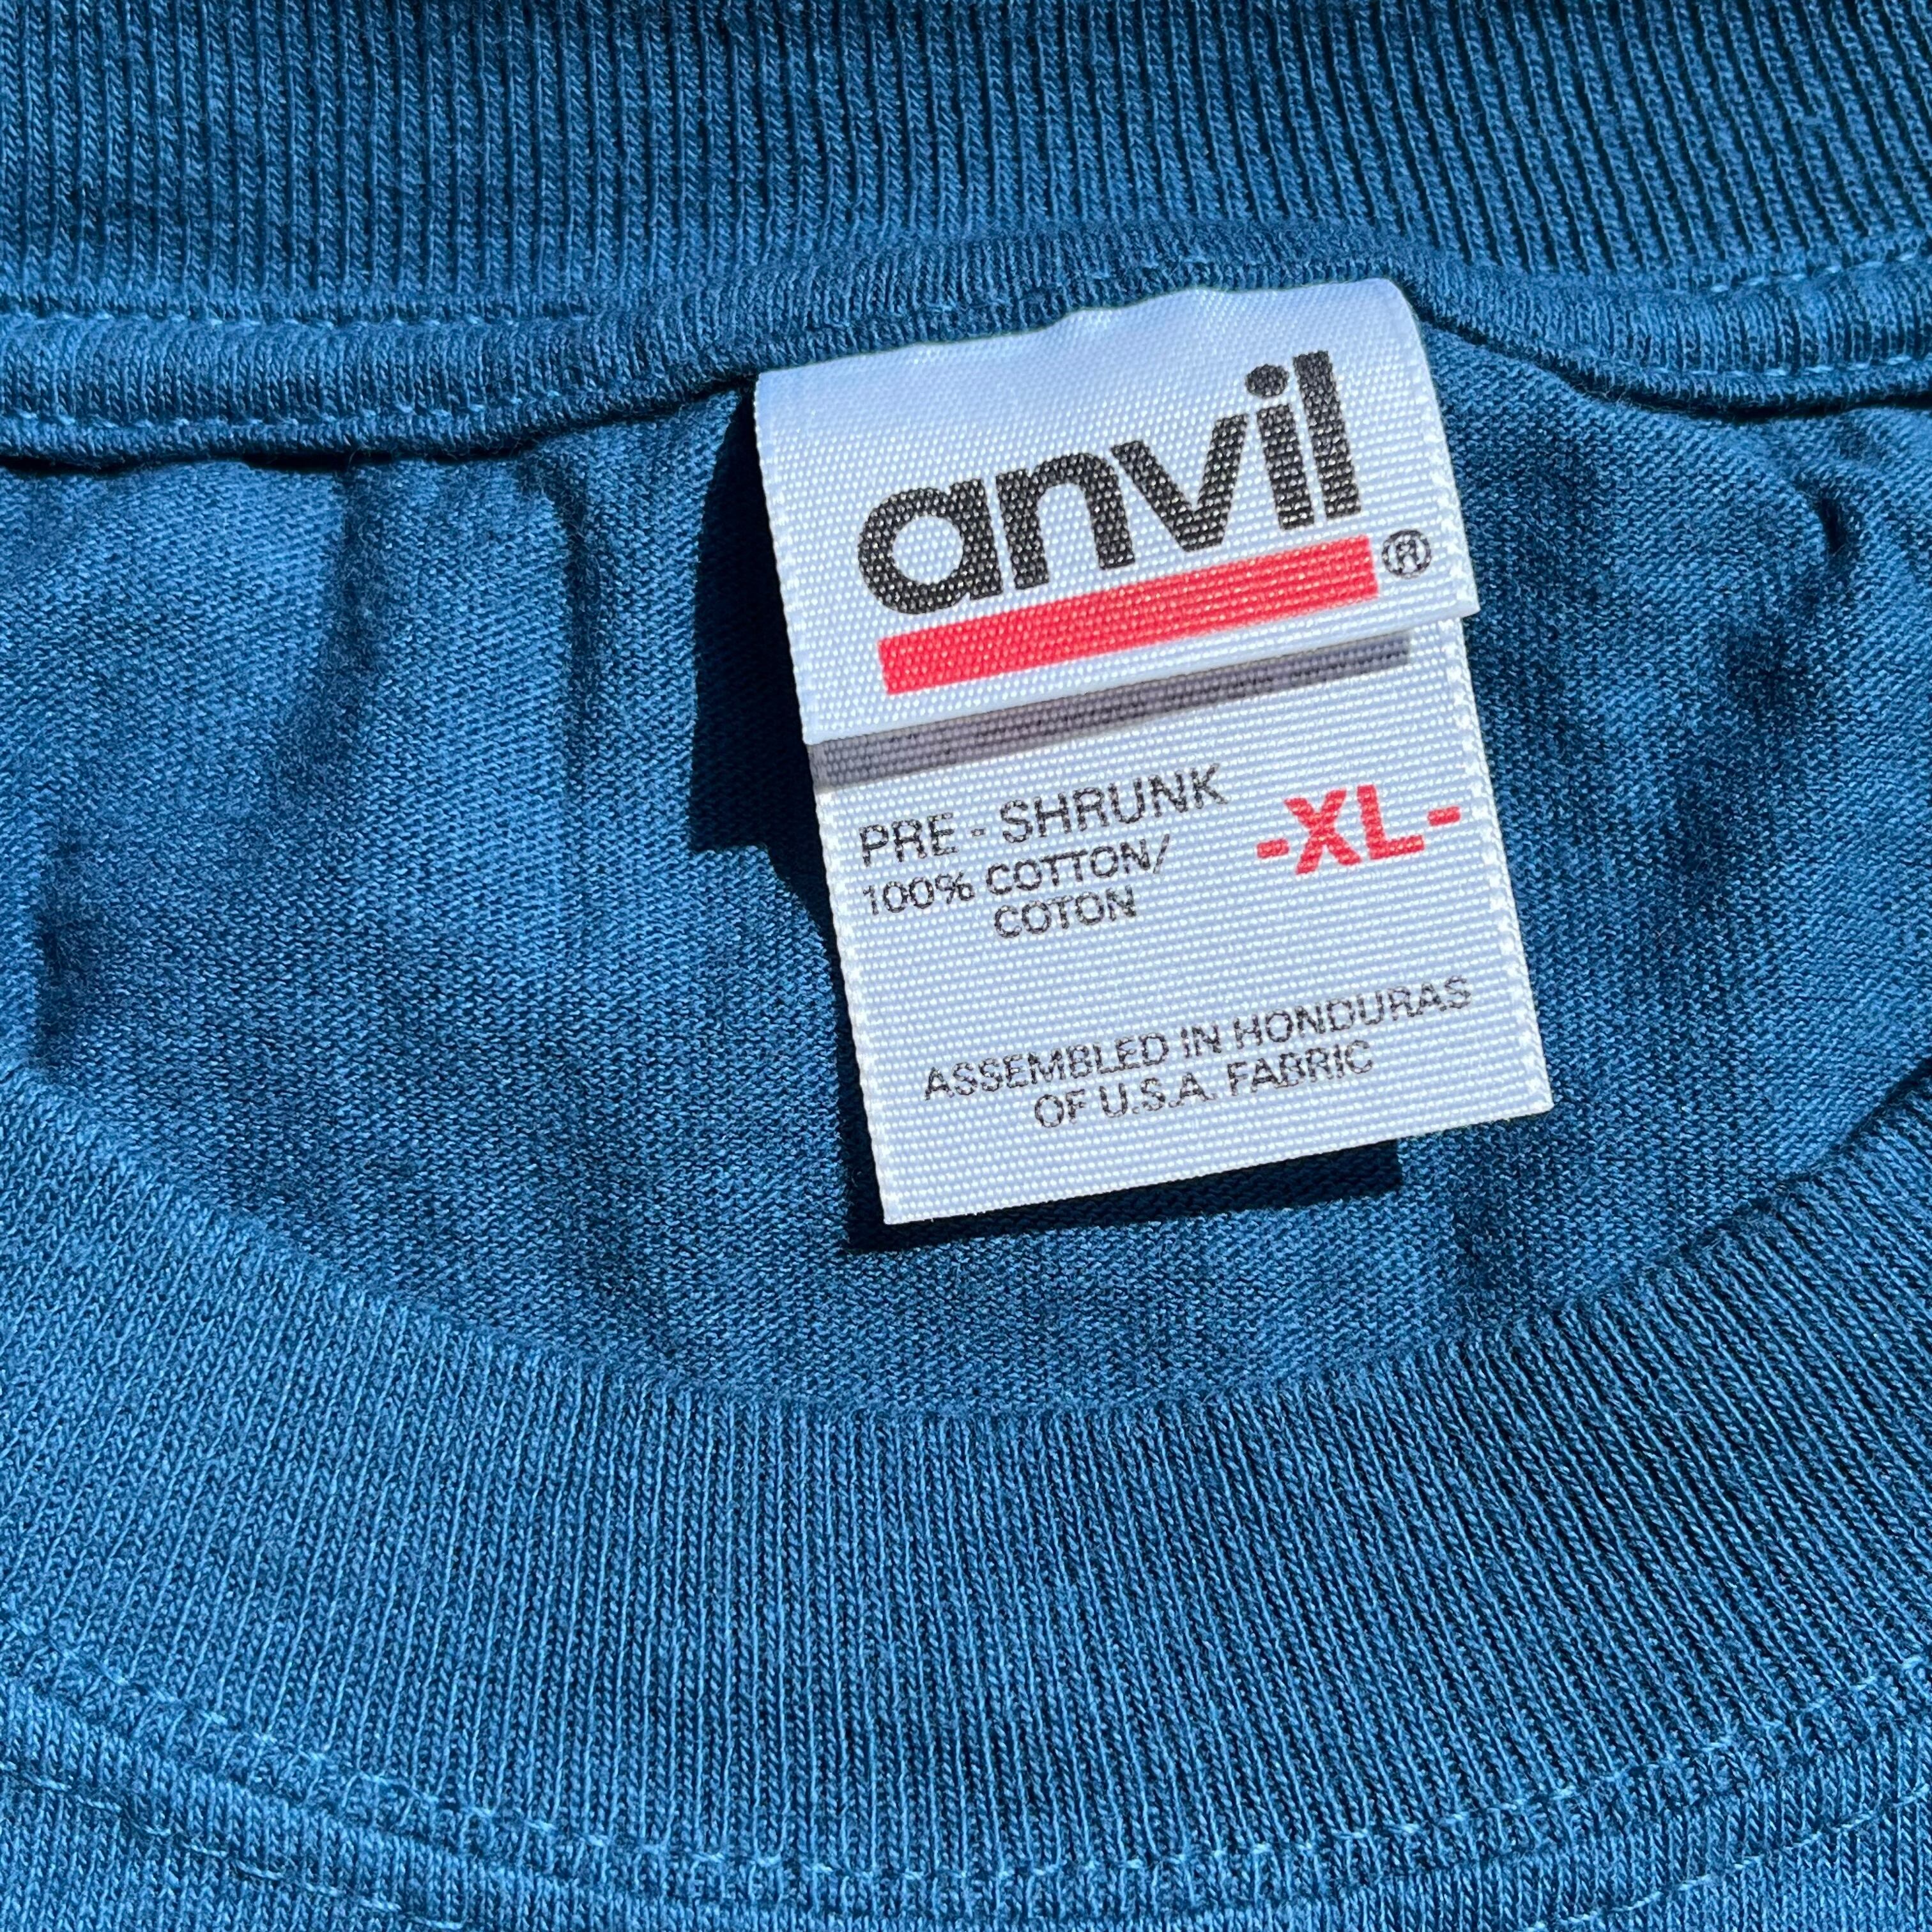 anvil®
PRE - SHRUNK
100% COTTON/
COTON
-XL-
ASSEMBLED IN HONDURAS
OF U.S.A. FABRIC